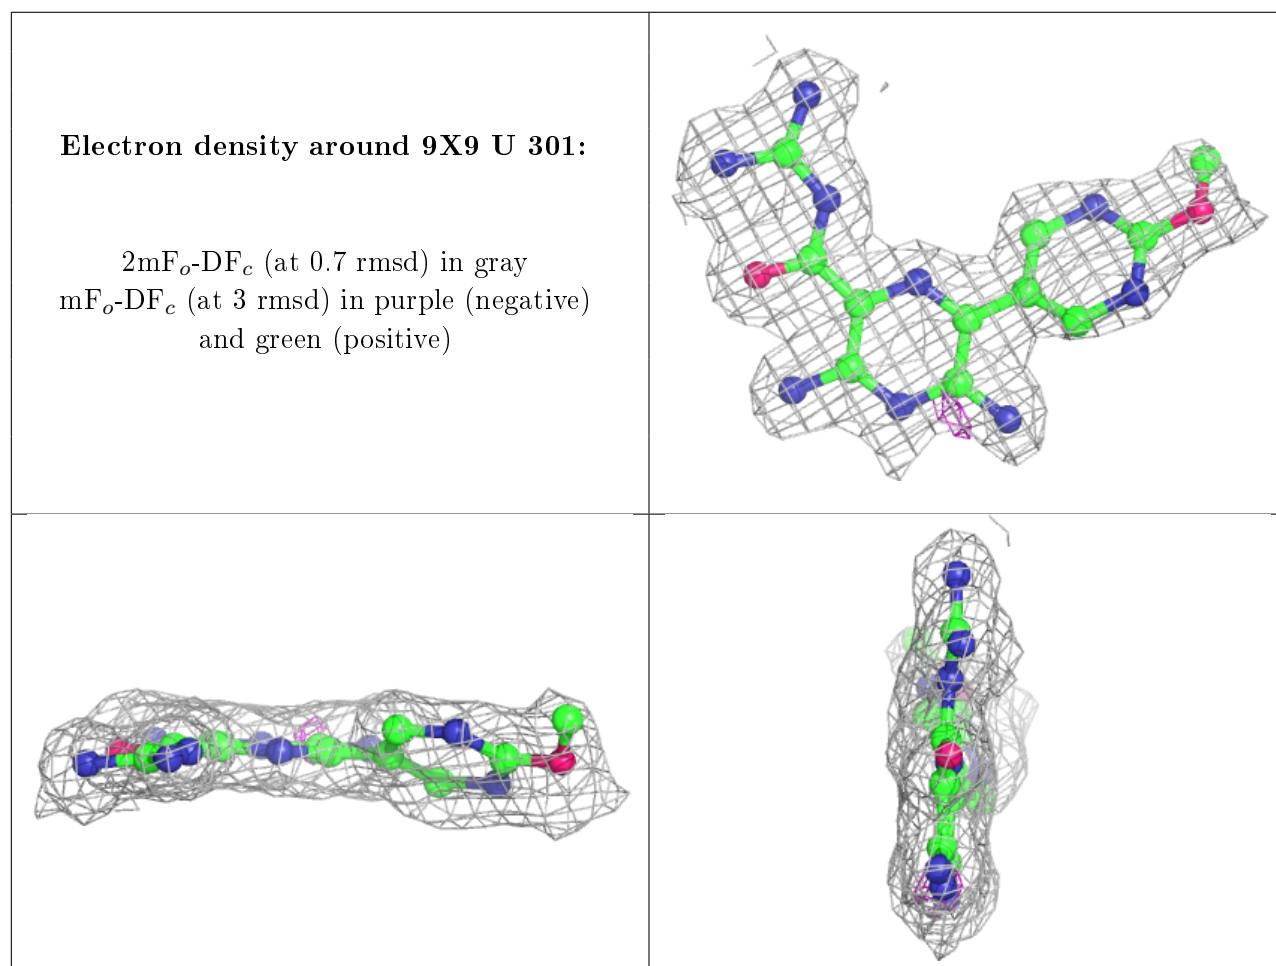 Electron density around 9X9 U 301:
2mFo-DFc (at 0.7 rmsd) in gray
mFo-DFc (at 3 rmsd) in purple (negative)
and green (positive)